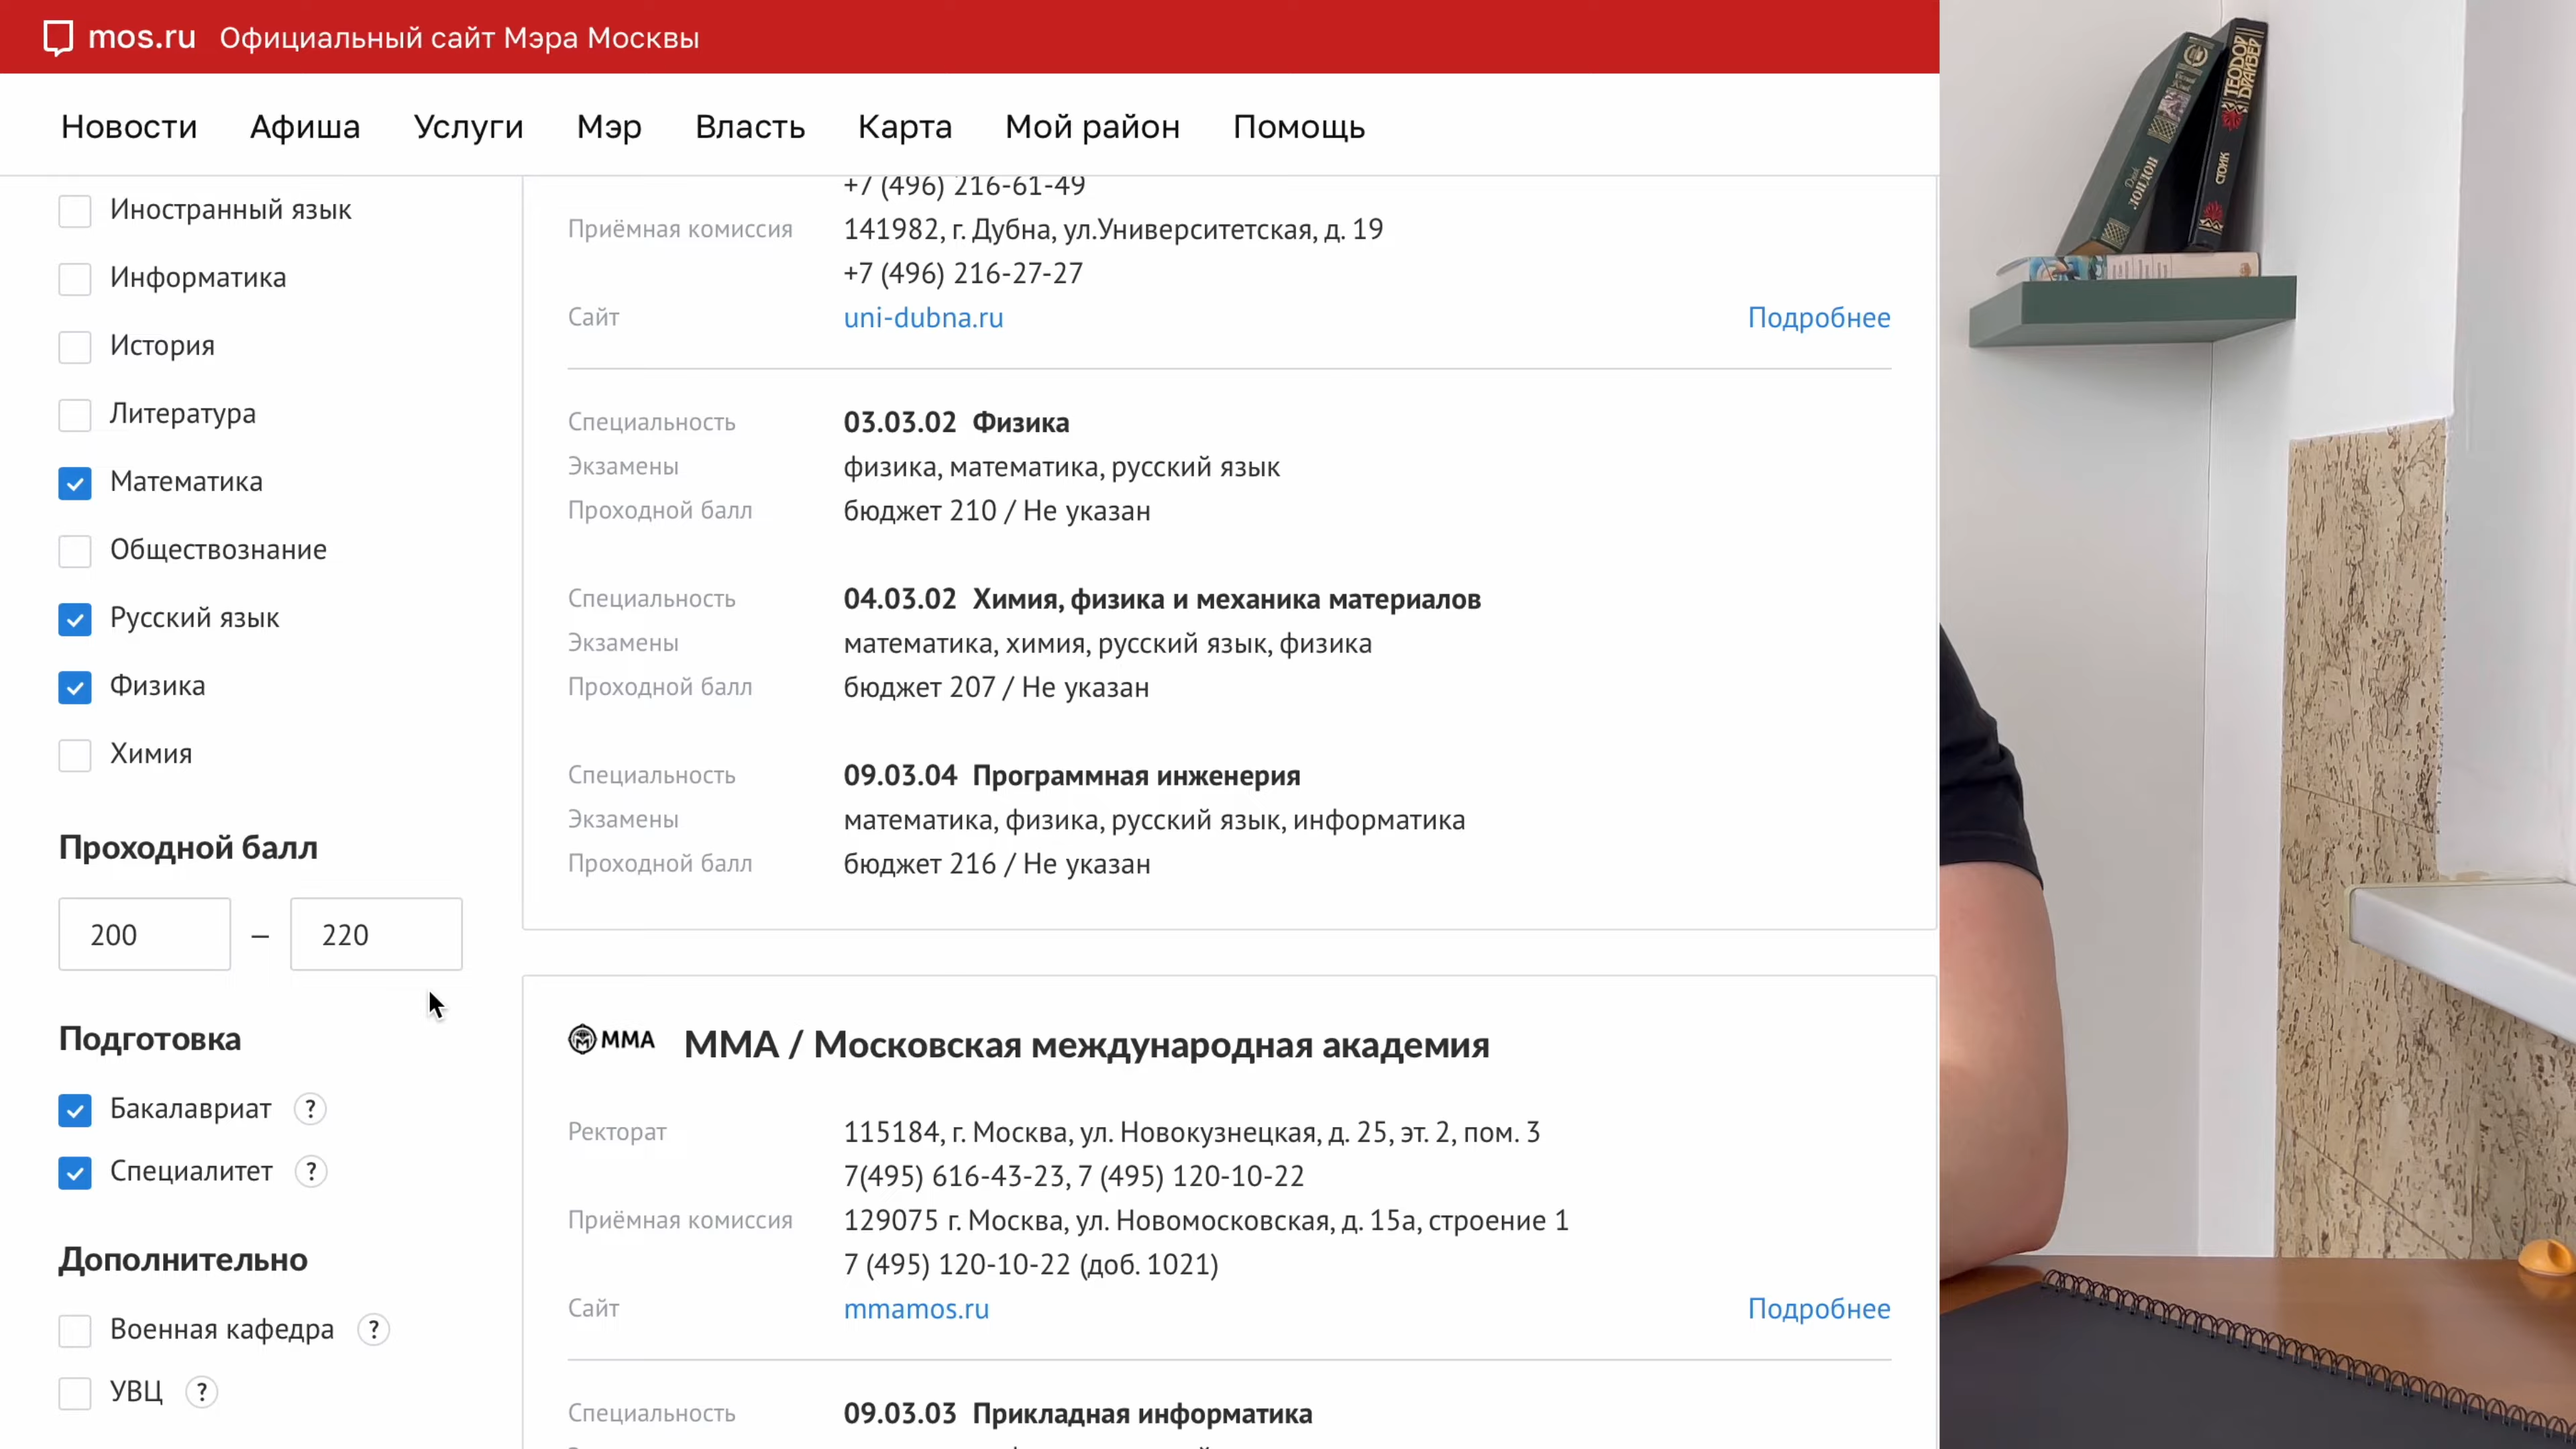 mos.ru Официальный сайт Мэра Москвы
Новости Афиша Услуги Мэр Власть Карта Мой район Помощь
Иностранный язык
Информатика
История
Литература
Математика
Обществознание
Русский язык
Физика
Химия
Проходной балл
200 — 220
Подготовка
Бакалавриат ?
Специалитет ?
Дополнительно
Военная кафедра ?
УВЦ ?
+7 (496) 216-61-49
Приёмная комиссия 141982, г. Дубна, ул.Университетская, д. 19
+7 (496) 216-27-27
Сайт uni-dubna.ru Подробнее
Специальность 03.03.02 Физика
Экзамены физика, математика, русский язык
Проходной балл бюджет 210 / Не указан
Специальность 04.03.02 Химия, физика и механика материалов
Экзамены математика, химия, русский язык, физика
Проходной балл бюджет 207 / Не указан
Специальность 09.03.04 Программная инженерия
Экзамены математика, физика, русский язык, информатика
Проходной балл бюджет 216 / Не указан
ММА ММА / Московская международная академия
Ректорат 115184, г. Москва, ул. Новокузнецкая, д. 25, эт. 2, пом. 3
7(495) 616-43-23, 7 (495) 120-10-22
Приёмная комиссия 129075 г. Москва, ул. Новомосковская, д. 15а, строение 1
7 (495) 120-10-22 (доб. 1021)
Сайт mmamos.ru Подробнее
Специальность 09.03.03 Прикладная информатика
Джек ЛОНДОН
ТЕОДОР ДРАЙЗЕР
СТОИК